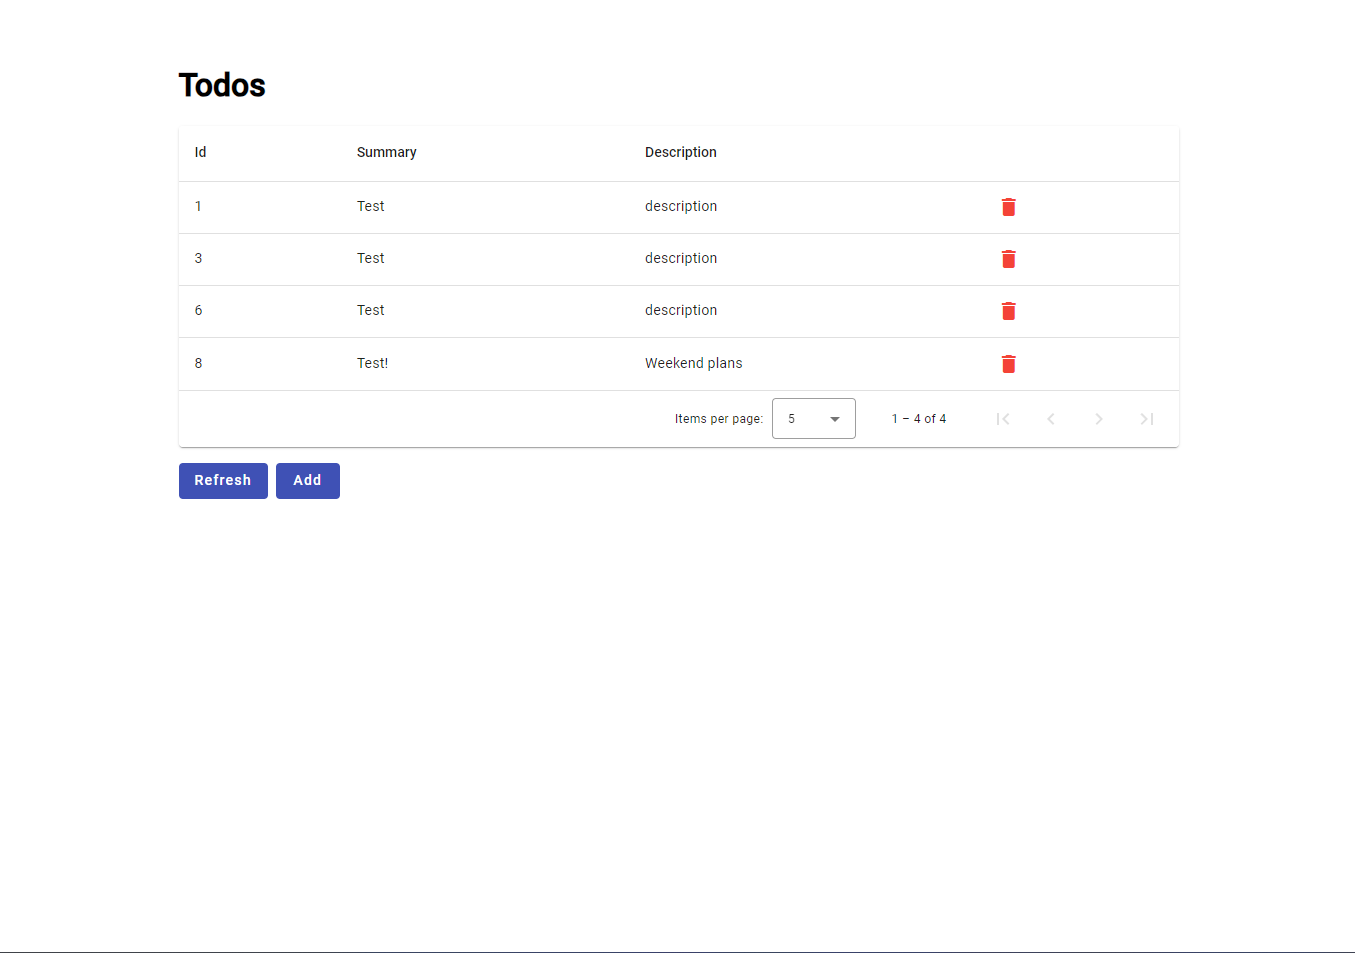 Todos
Id Summary Description
1 Test description
3 Test description
6 Test description
8 Test! Weekend plans
Items per page: 5 1 – 4 of 4
Refresh Add